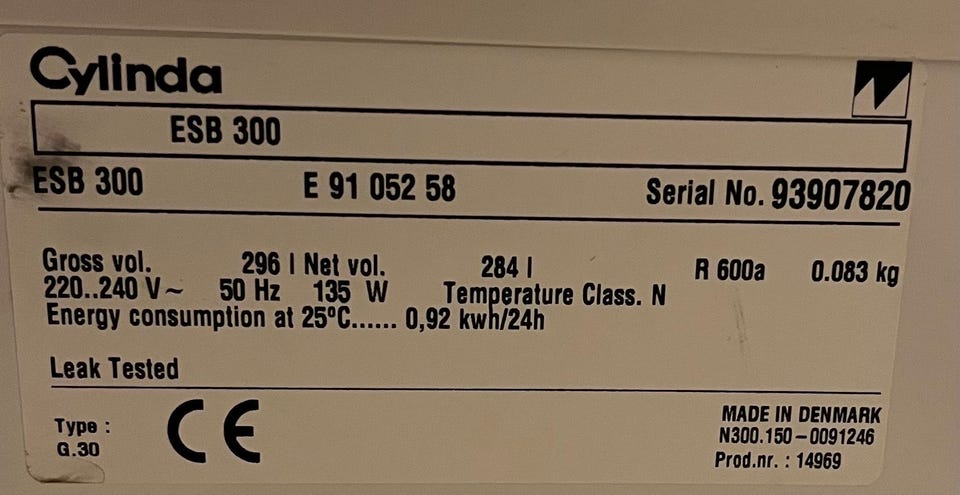 Cylinda
ESB 300
ESB 300 E 91 052 58 Serial No. 93907820
Gross vol. 296 l Net vol. 284 l R 600a 0.083 kg
220..240 V~ 50 Hz 135 W Temperature Class. N
Energy consumption at 25ºC...... 0,92 kwh/24h
Leak Tested
Type :
G.30
CE
MADE IN DENMARK
N300.150-0091246
Prod.nr. : 14969